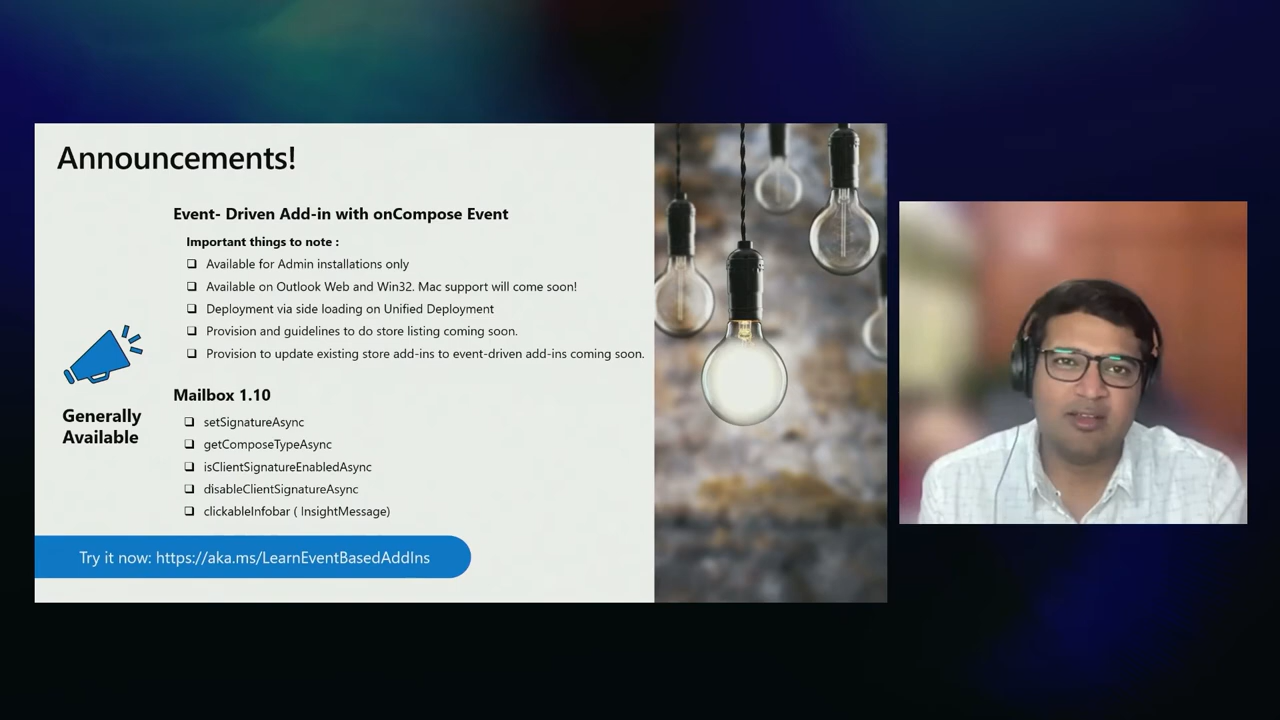 Announcements!
Event- Driven Add-in with onCompose Event
Important things to note :
Available for Admin installations only
Available on Outlook Web and Win32. Mac support will come soon!
Deployment via side loading on Unified Deployment
Provision and guidelines to do store listing coming soon.
Provision to update existing store add-ins to event-driven add-ins coming soon.
Generally
Available
Mailbox 1.10
setSignatureAsync
getComposeTypeAsync
isClientSignatureEnabledAsync
disableClientSignatureAsync
clickableInfobar ( InsightMessage)
Try it now: https://aka.ms/LearnEventBasedAddIns